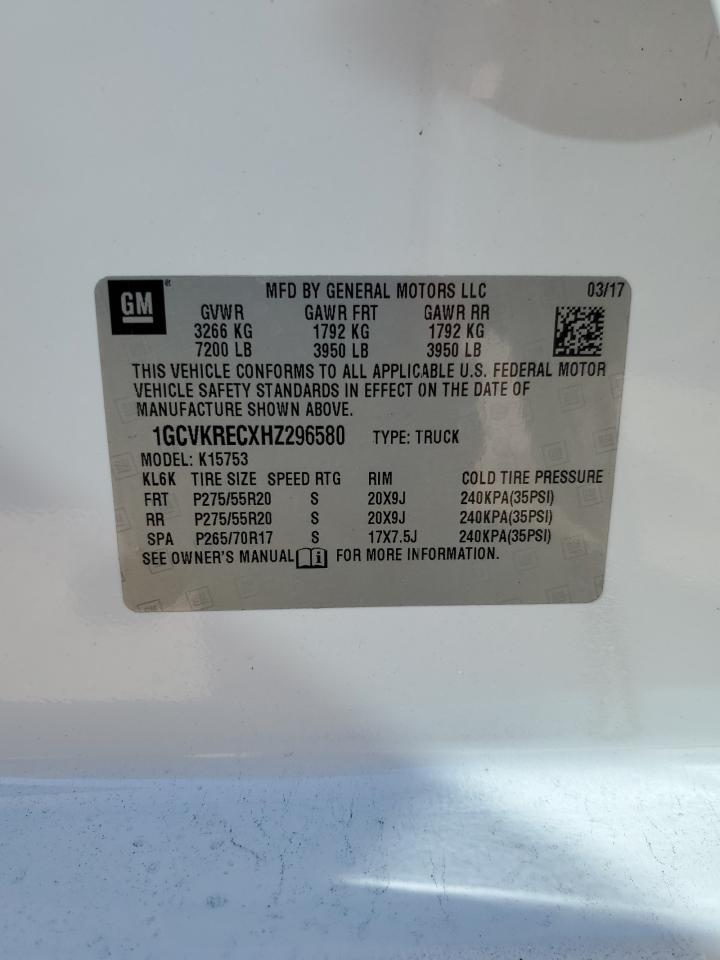 GM ® MFD BY GENERAL MOTORS LLC 03/17
GVWR GAWR FRT GAWR RR
3266 KG 1792 KG 1792 KG
7200 LB 3950 LB 3950 LB
THIS VEHICLE CONFORMS TO ALL APPLICABLE U.S. FEDERAL MOTOR
VEHICLE SAFETY STANDARDS IN EFFECT ON THE DATE OF
MANUFACTURE SHOWN ABOVE.
1GCVKRECXHZ296580 TYPE: TRUCK
MODEL: K15753
KL6K TIRE SIZE SPEED RTG RIM COLD TIRE PRESSURE
FRT P275/55R20 S 20X9J 240KPA(35PSI)
RR P275/55R20 S 20X9J 240KPA(35PSI)
SPA P265/70R17 S 17X7.5J 240KPA(35PSI)
SEE OWNER'S MANUAL i FOR MORE INFORMATION.